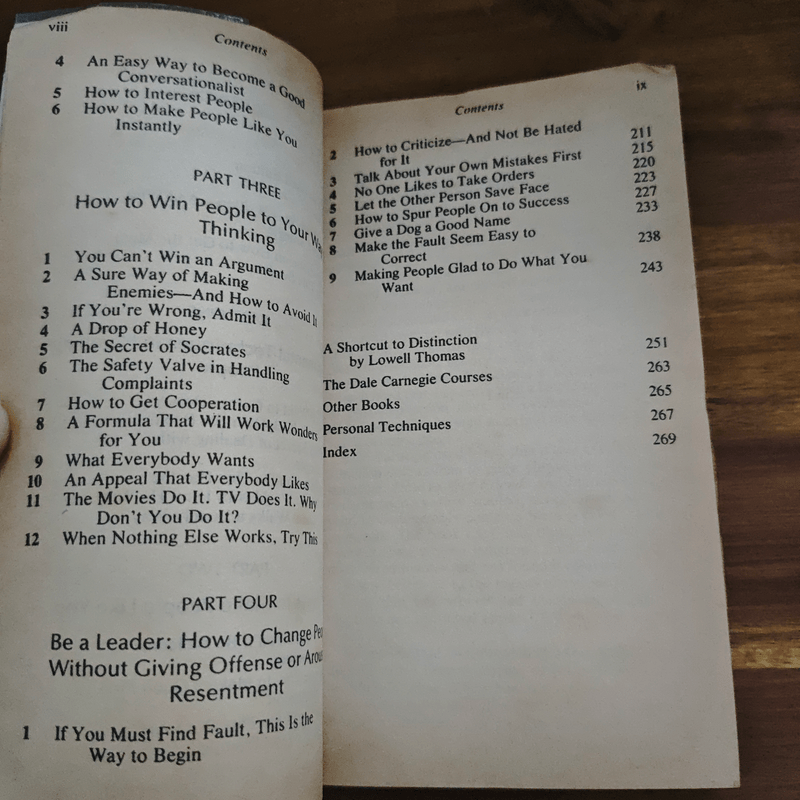 viii
Contents
4 An Easy Way to Become a Good
Conversationalist
5 How to Interest People
6 How to Make People Like You
Instantly
PART THREE
How to Win People to Your
Thinking
1 You Can't Win an Argument
2 A Sure Way of Making
Enemies—And How to Avoid It
3 If You're Wrong, Admit It
4 A Drop of Honey
5 The Secret of Socrates
6 The Safety Valve in Handling
Complaints
7 How to Get Cooperation
8 A Formula That Will Work Wonders
for You
9 What Everybody Wants
10 An Appeal That Everybody Likes
11 The Movies Do It. TV Does It. Why
Don't You Do It?
12 When Nothing Else Works, Try This
PART FOUR
Be a Leader: How to Change
Without Giving Offense or
Resentment
1 If You Must Find Fault, This Is the
Way to Begin
ix
Contents
2 How to Criticize—And Not Be Hated
for It 211
3 Talk About Your Own Mistakes First 215
4 No One Likes to Take Orders 220
5 Let the Other Person Save Face 223
6 How to Spur People On to Success 227
7 Give a Dog a Good Name 233
8 Make the Fault Seem Easy to
Correct 238
9 Making People Glad to Do What You
Want 243
A Shortcut to Distinction
by Lowell Thomas 251
The Dale Carnegie Courses 263
Other Books 265
Personal Techniques 267
Index 269